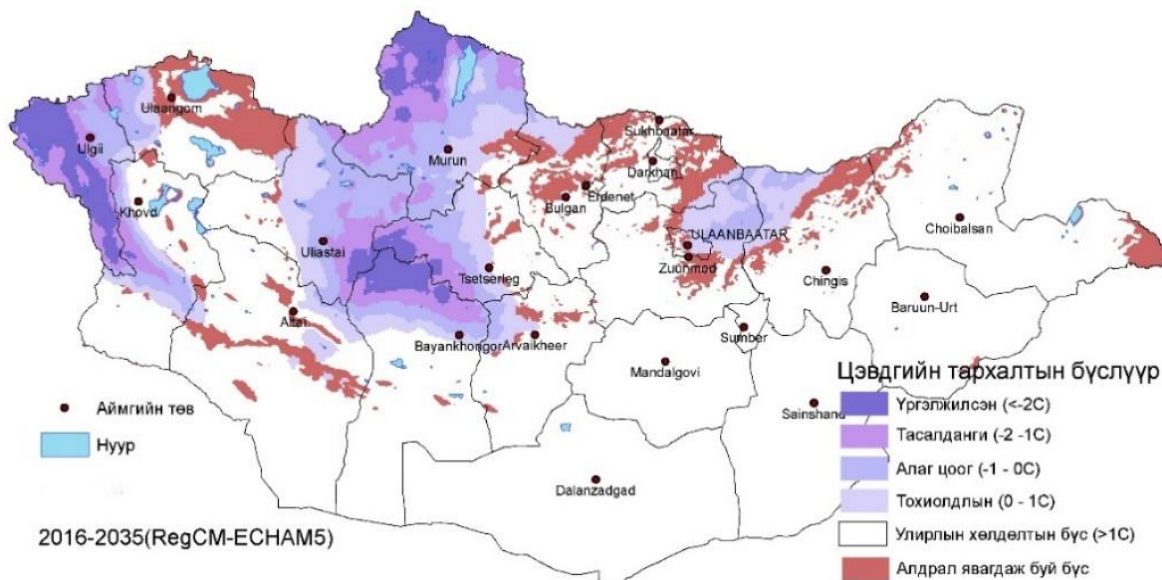 Ulaangom
Ulgii
Khovd
Murun
Sukhbaatar
Darkhan
Erdenet
Bulgan
Uliastai
Tsetserleg
ULAANBAATAR
Zuunmod
Choibalsan
Chingis
Baruun-Urt
Altai
Bayankhongor
Arvaikheer
Sumber
Mandalgovi
Sainshand
Dalanzadgad
Аймгийн төв
Нуур
2016-2035(RegCM-ECHAM5)
Цэвдгийн тархалтын бүслүүр
Үргэлжилсэн (<-2C)
Тасалданги (-2 -1C)
Алаг цоог (-1 - 0C)
Тохиолдлын (0 - 1C)
Улирлын хөлдөлтын бүс (>1C)
Алдрал явагдаж буй бүс